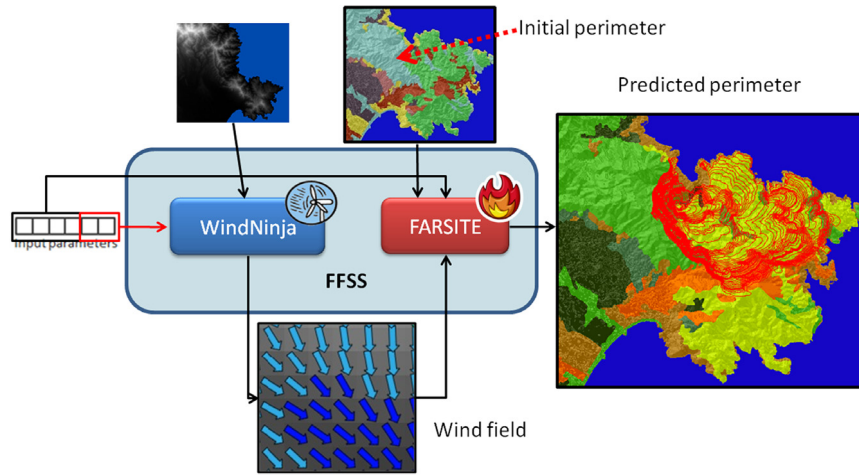 Initial perimeter
Predicted perimeter
WindNinja
FARSITE
Input parameters
FFSS
Wind field